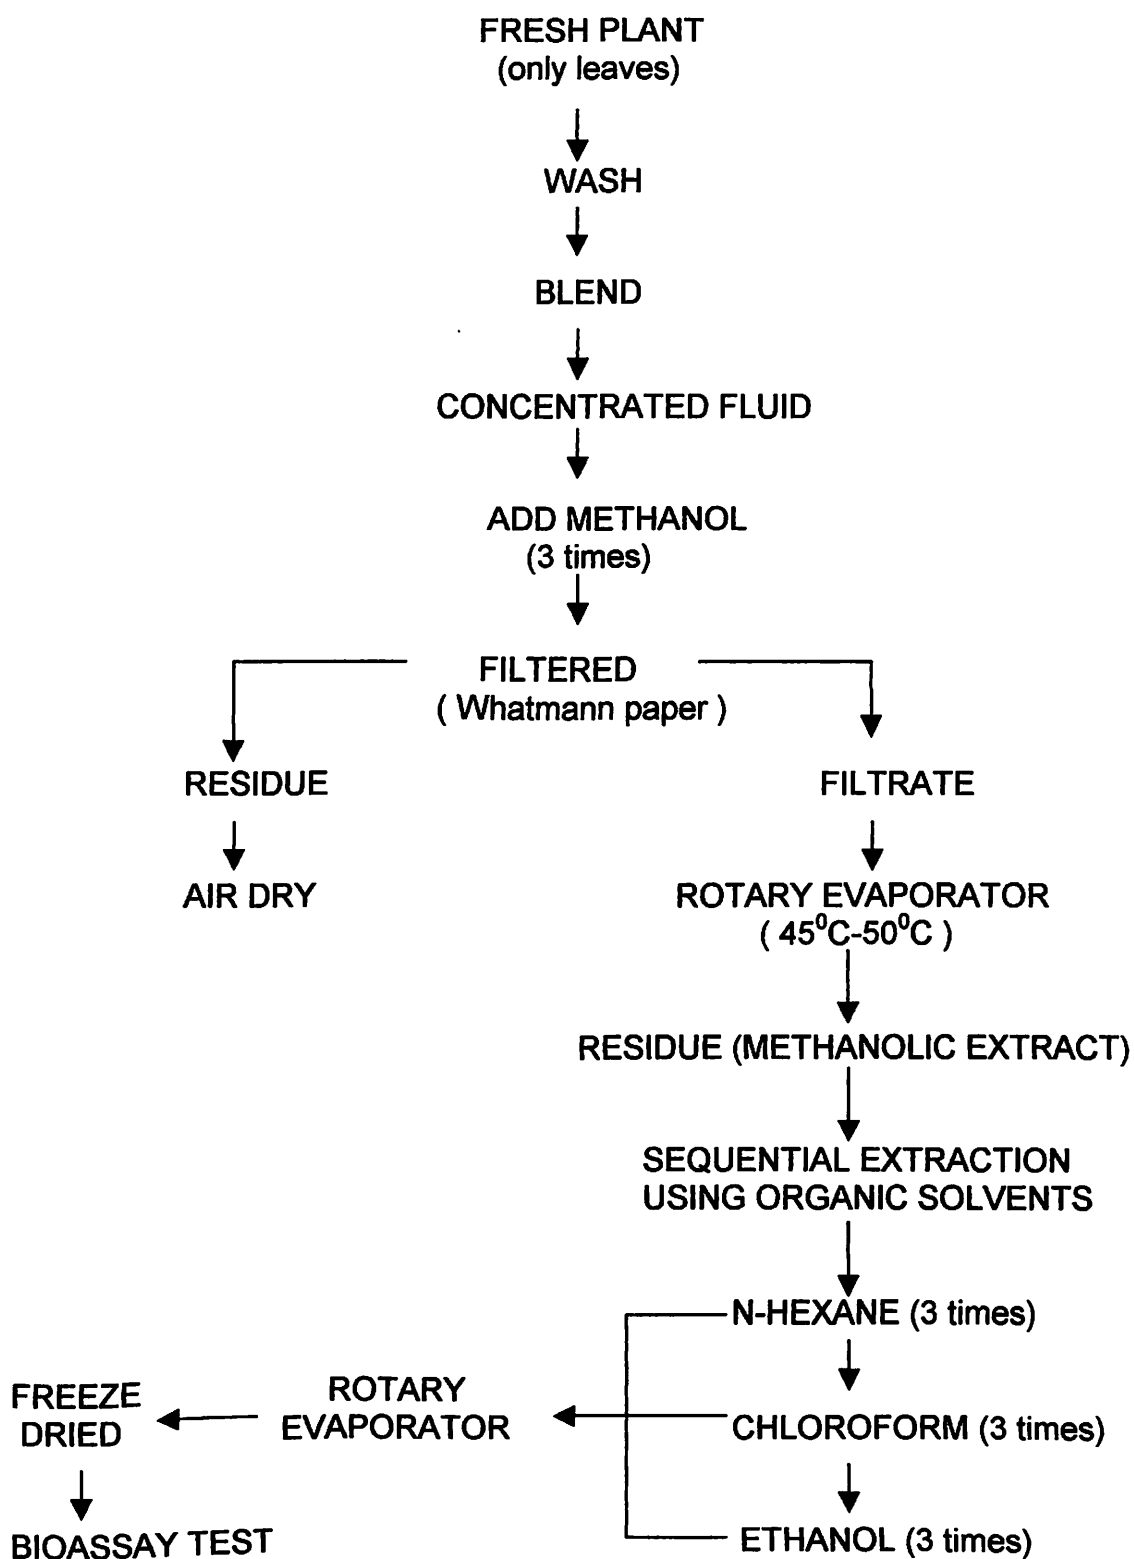 FRESH PLANT
(only leaves)
WASH
BLEND
CONCENTRATED FLUID
ADD METHANOL
(3 times)
FILTERED
( Whatmann paper )
RESIDUE
FILTRATE
AIR DRY
ROTARY EVAPORATOR
( 45⁰C-50⁰C )
RESIDUE (METHANOLIC EXTRACT)
SEQUENTIAL EXTRACTION
USING ORGANIC SOLVENTS
N-HEXANE (3 times)
CHLOROFORM (3 times)
ETHANOL (3 times)
ROTARY
EVAPORATOR
FREEZE
DRIED
BIOASSAY TEST